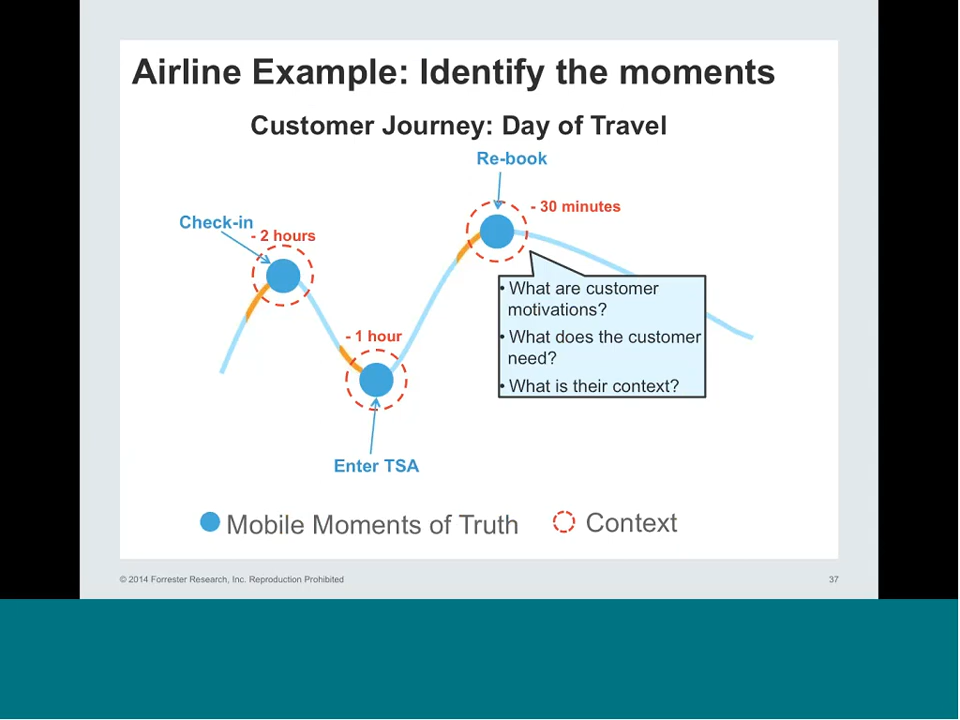 Airline Example: Identify the moments
Customer Journey: Day of Travel
Re-book
- 30 minutes
Check-in
- 2 hours
• What are customer
motivations?
• What does the customer
need?
• What is their context?
- 1 hour
Enter TSA
Mobile Moments of Truth
Context
© 2014 Forrester Research, Inc. Reproduction Prohibited
37